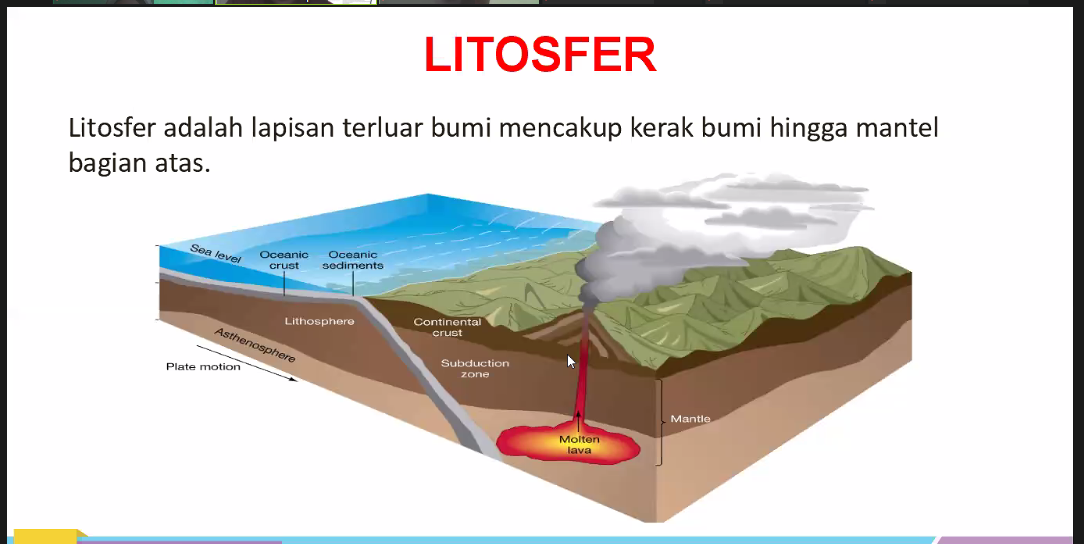 LITOSFER
Litosfer adalah lapisan terluar bumi mencakup kerak bumi hingga mantel
bagian atas.
Sea level
Oceanic
crust
Oceanic
sediments
Lithosphere
Continental
crust
Asthenosphere
Plate motion
Subduction
zone
Mantle
Molten
lava